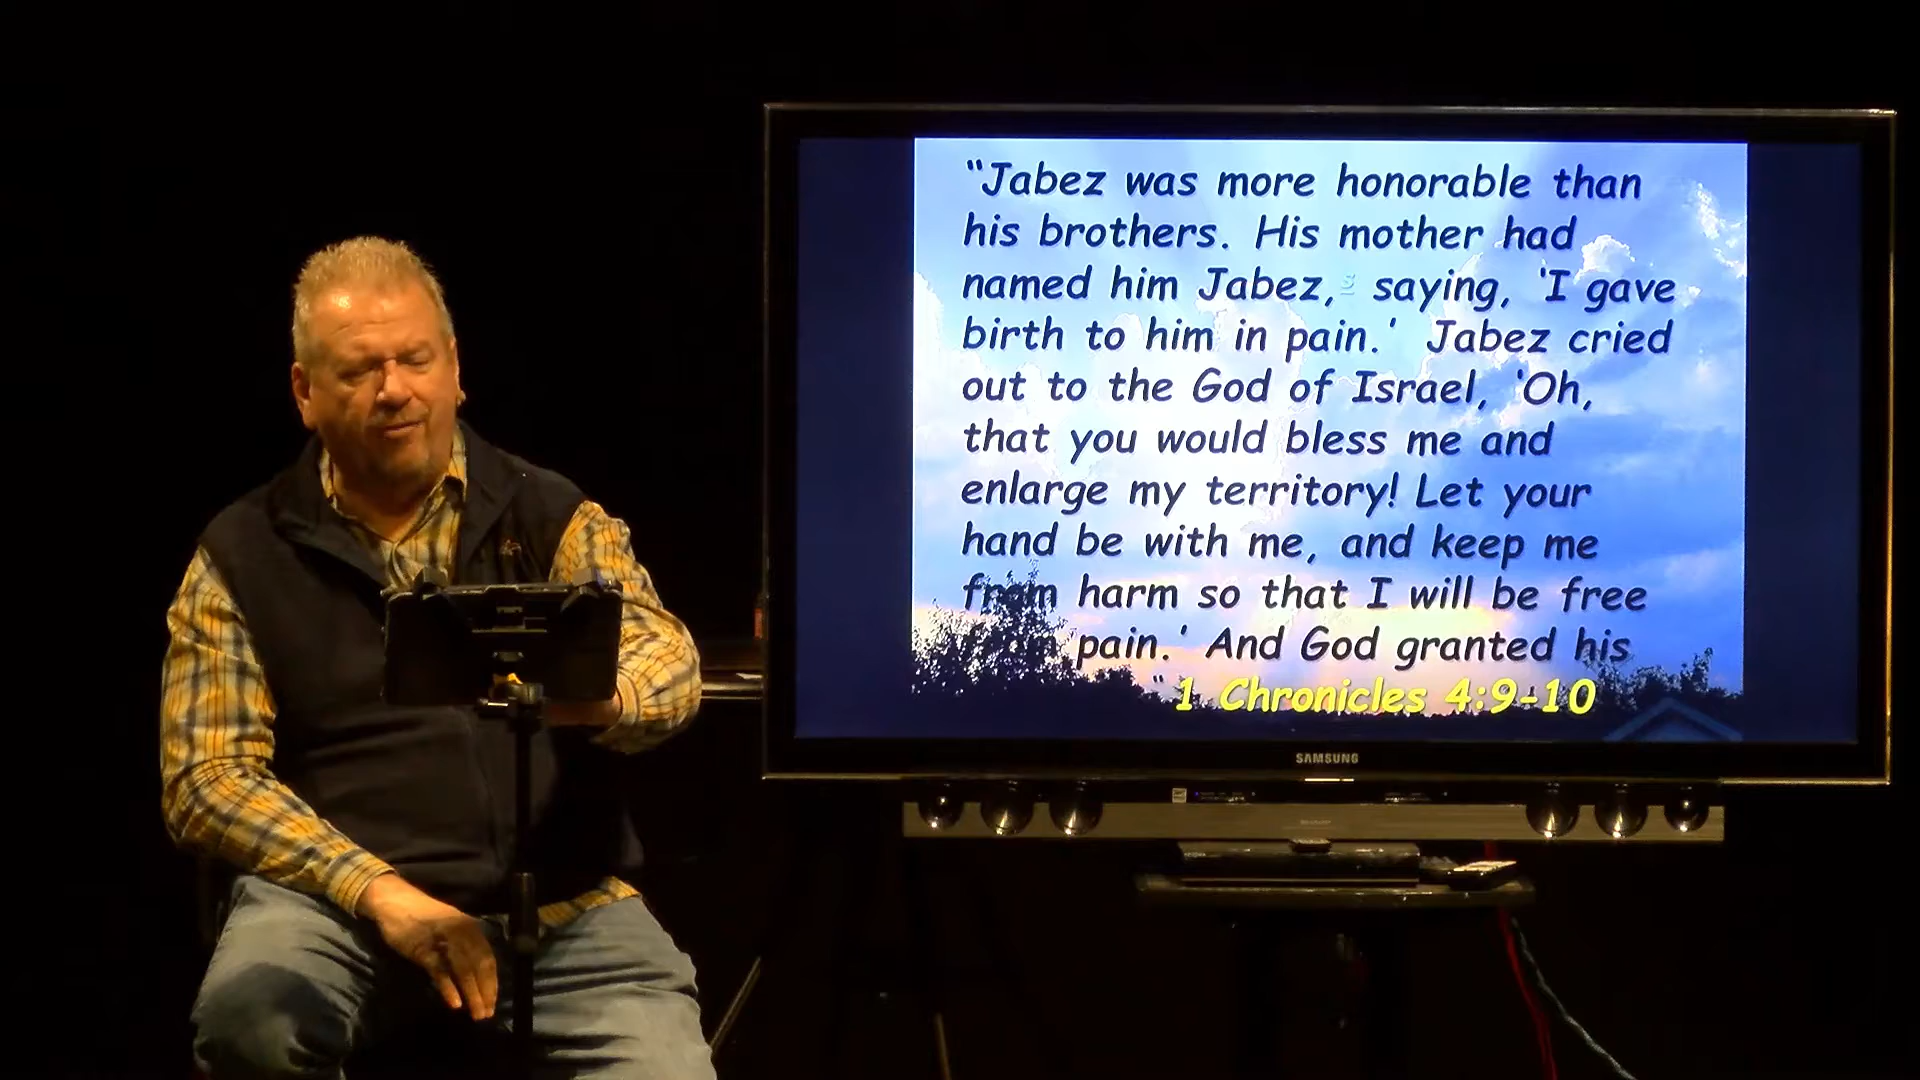 “Jabez was more honorable than
his brothers. His mother had
named him Jabez,³ saying, ‘I gave
birth to him in pain.’ Jabez cried
out to the God of Israel, ‘Oh,
that you would bless me and
enlarge my territory! Let your
hand be with me, and keep me
from harm so that I will be free
from pain.’ And God granted his
“1 Chronicles 4:9-10
SAMSUNG